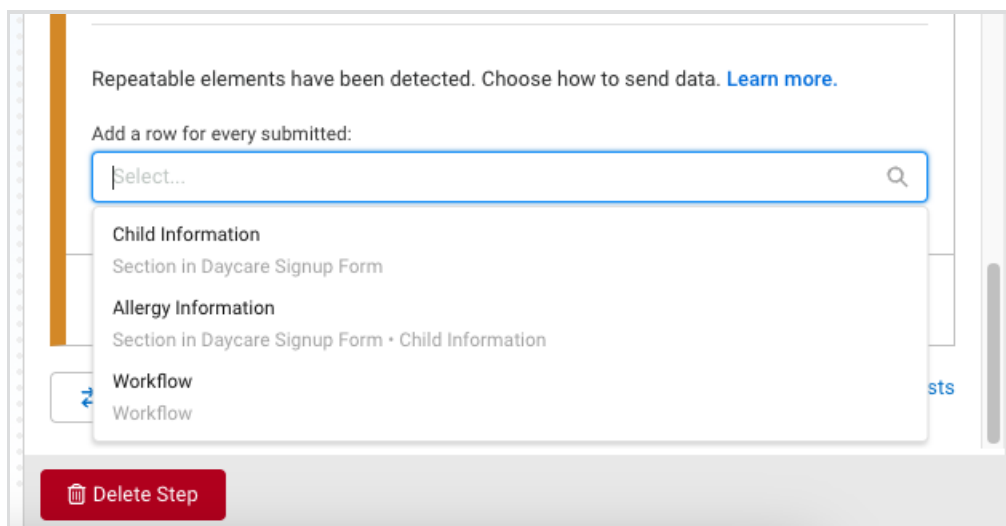 Repeatable elements have been detected. Choose how to send data. Learn more.
Add a row for every submitted:
Select...
Child Information
Section in Daycare Signup Form
Allergy Information
Section in Daycare Signup Form • Child Information
Workflow
Workflow
sts
Delete Step